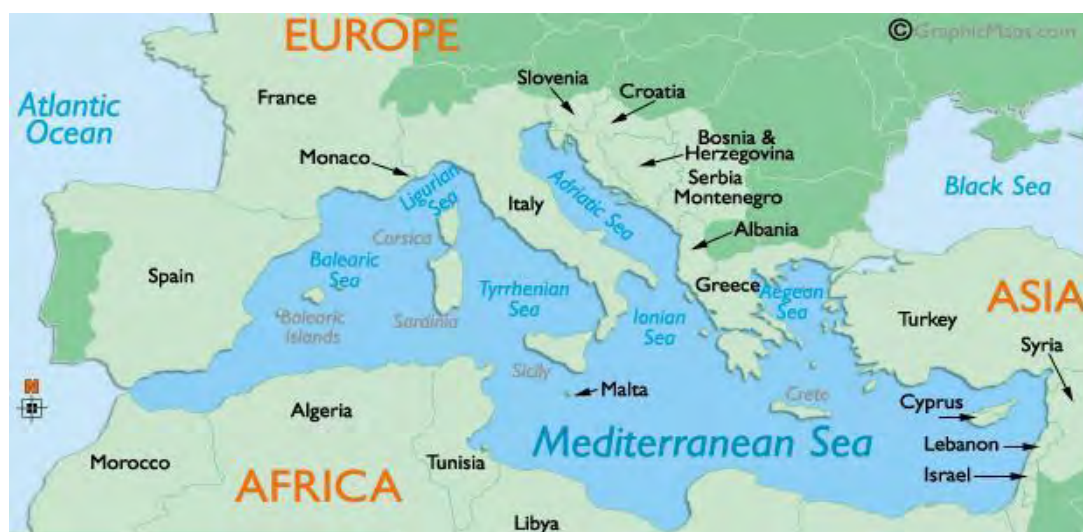 EUROPE
© GraphicMaps.com
Atlantic
Ocean
France
Slovenia
Croatia
Monaco
Bosnia &
Herzegovina
Serbia
Montenegro
Black Sea
Ligurian
Sea
Italy
Adriatic Sea
Corsica
Albania
Spain
Balearic
Sea
Tyrrhenian
Sea
Greece
Aegean
Sea
ASIA
Balearic
Islands
Sardinia
Ionian
Sea
Turkey
Syria
Sicily
Malta
Crete
Cyprus
N
Algeria
Mediterranean Sea
Lebanon
Morocco
Tunisia
Israel
AFRICA
Libya